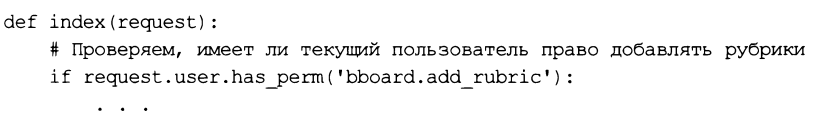 def index(request):
# Проверяем, имеет ли текущий пользователь право добавлять рубрики
if request.user.has_perm('bboard.add_rubric'):
. . .